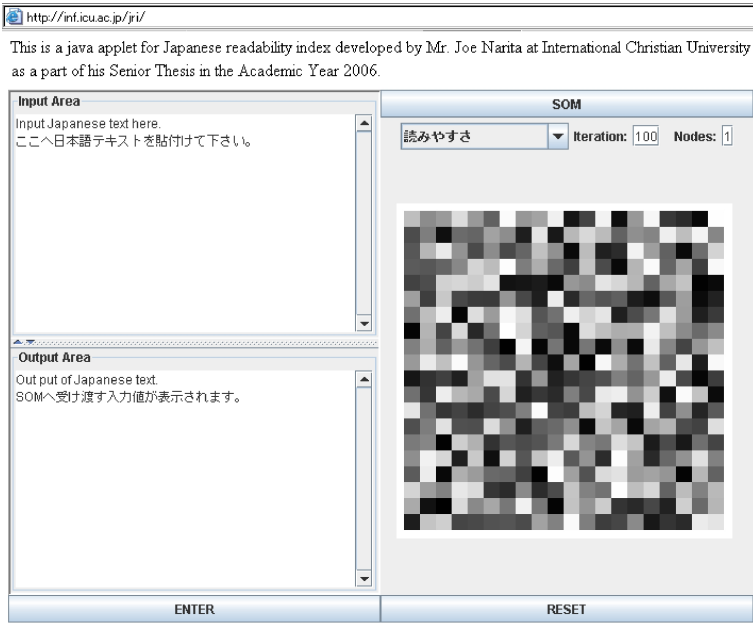 http://inf.icu.ac.jp/jri/
This is a java applet for Japanese readability index developed by Mr. Joe Narita at International Christian University
as a part of his Senior Thesis in the Academic Year 2006.
Input Area
Input Japanese text here.
ここへ日本語テキストを貼付けて下さい。
SOM
読みやすさ Iteration: 100 Nodes: 1
Output Area
Out put of Japanese text.
SOMへ受け渡す入力値が表示されます。
ENTER
RESET